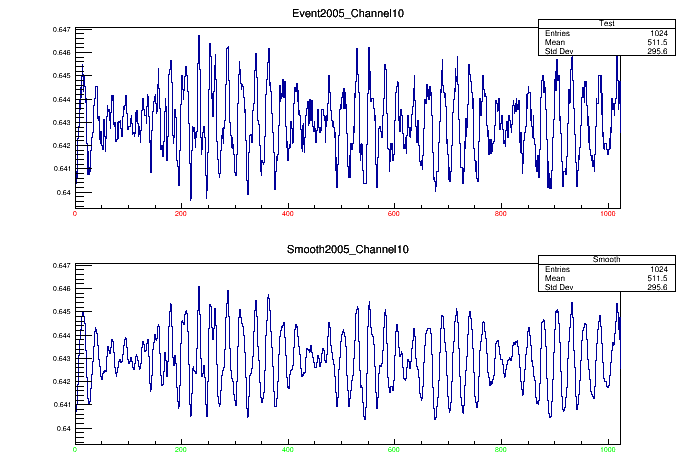 Event2005_Channel10
Test
Entries 1024
Mean 511.5
Std Dev 295.6
0.647
0.646
0.645
0.644
0.643
0.642
0.641
0.64
0 200 400 600 800 1000
Smooth2005_Channel10
Smooth
Entries 1024
Mean 511.5
Std Dev 295.6
0.647
0.646
0.645
0.644
0.643
0.642
0.641
0.64
0 200 400 600 800 1000